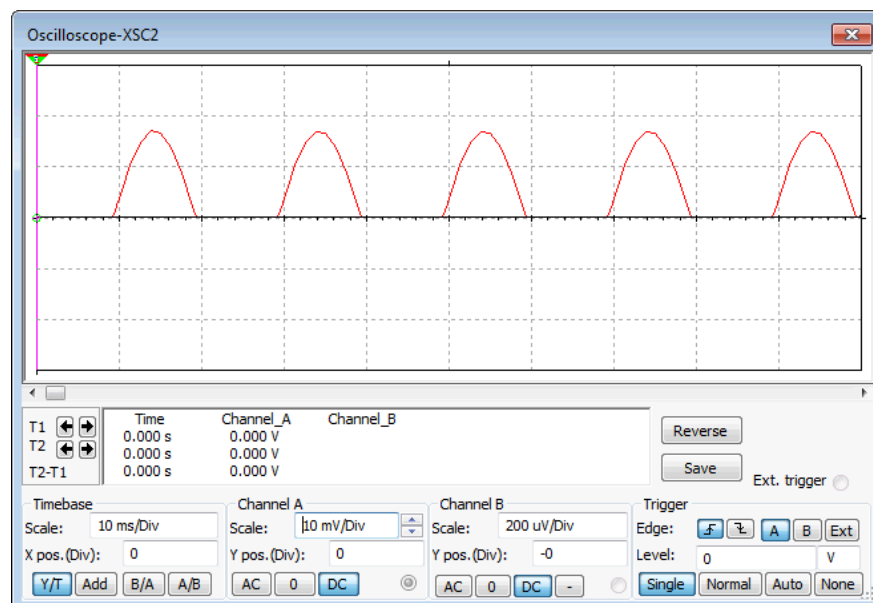 Oscilloscope-XSC2
T1
T2
T2-T1
Time Channel_A Channel_B
0.000 s 0.000 V
0.000 s 0.000 V
0.000 s 0.000 V
Reverse
Save
Ext. trigger
Timebase
Scale: 10 ms/Div
X pos.(Div): 0
Y/T Add B/A A/B
Channel A
Scale: 10 mV/Div
Y pos.(Div): 0
AC 0 DC
Channel B
Scale: 200 uV/Div
Y pos.(Div): -0
AC 0 DC -
Trigger
Edge: A B Ext
Level: 0 V
Single Normal Auto None